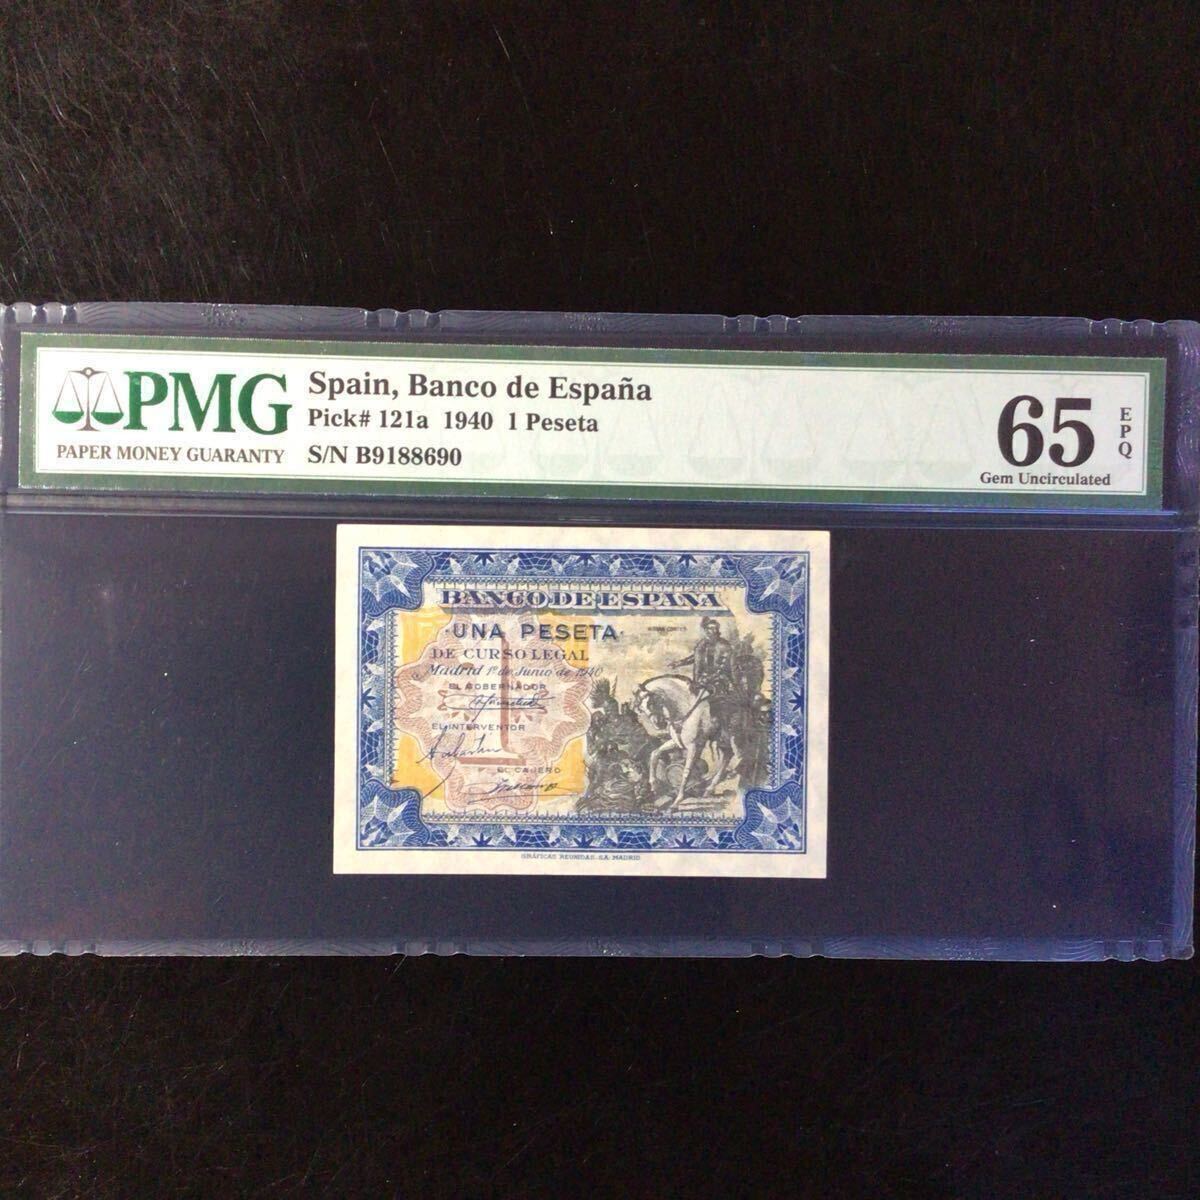 PMG
PAPER MONEY GUARANTY
Spain, Banco de España
Pick# 121a 1940 1 Peseta
S/N B9188690
65
EPQ
Gem Uncirculated
BANCO DE ESPAÑA
·UNA PESETA·
DE CURSO LEGAL
Madrid 1º de Junio de 1940
EL GOBERNADOR
EL INTERVENTOR
EL CAJERO
1
GRÁFICAS REUNIDAS. S.A. MADRID